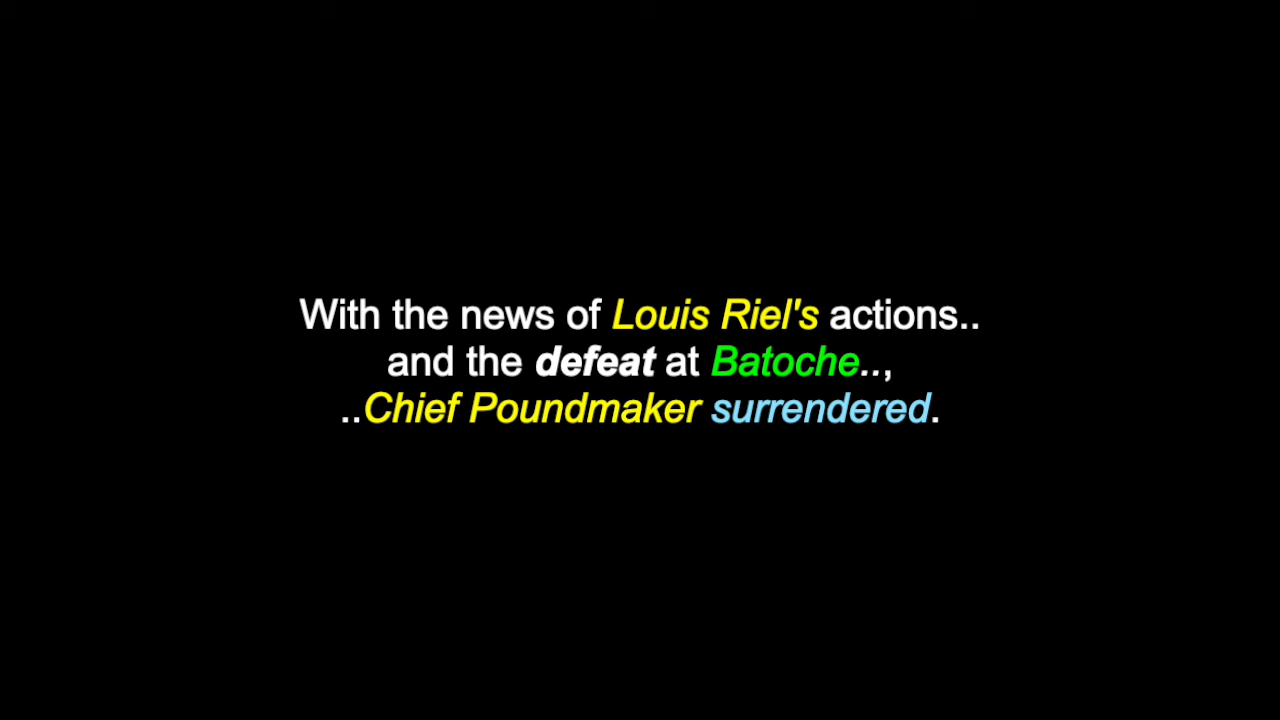 With the news of Louis Riel's actions..
and the defeat at Batoche..,
..Chief Poundmaker surrendered.